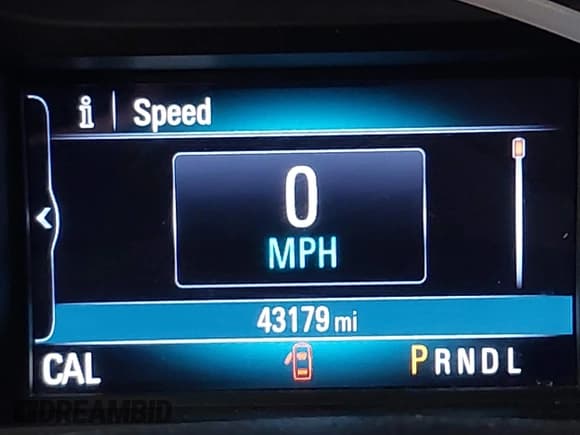 i Speed
0
MPH
43179 mi
CAL PRNDL
DREAMBID